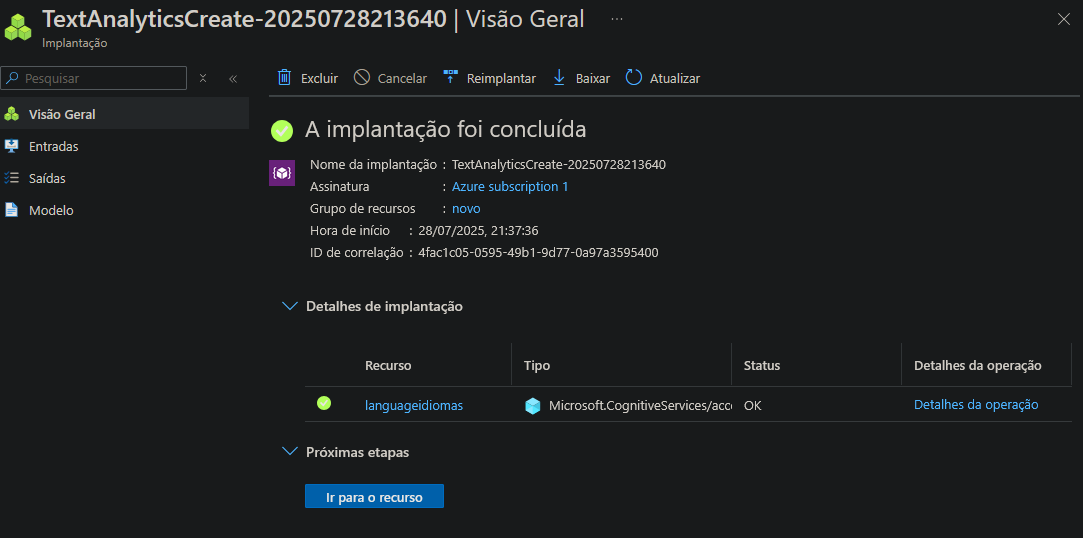 TextAnalyticsCreate-20250728213640 | Visão Geral ...
Implantação
Pesquisar
Visão Geral
Entradas
Saídas
Modelo
Excluir Cancelar Reimplantar Baixar Atualizar
A implantação foi concluída
Nome da implantação : TextAnalyticsCreate-20250728213640
Assinatura : Azure subscription 1
Grupo de recursos : novo
Hora de início : 28/07/2025, 21:37:36
ID de correlação : 4fac1c05-0595-49b1-9d77-0a97a3595400
Detalhes de implantação
Recurso Tipo Status Detalhes da operação
languageidiomas Microsoft.CognitiveServices/acc OK Detalhes da operação
Próximas etapas
Ir para o recurso